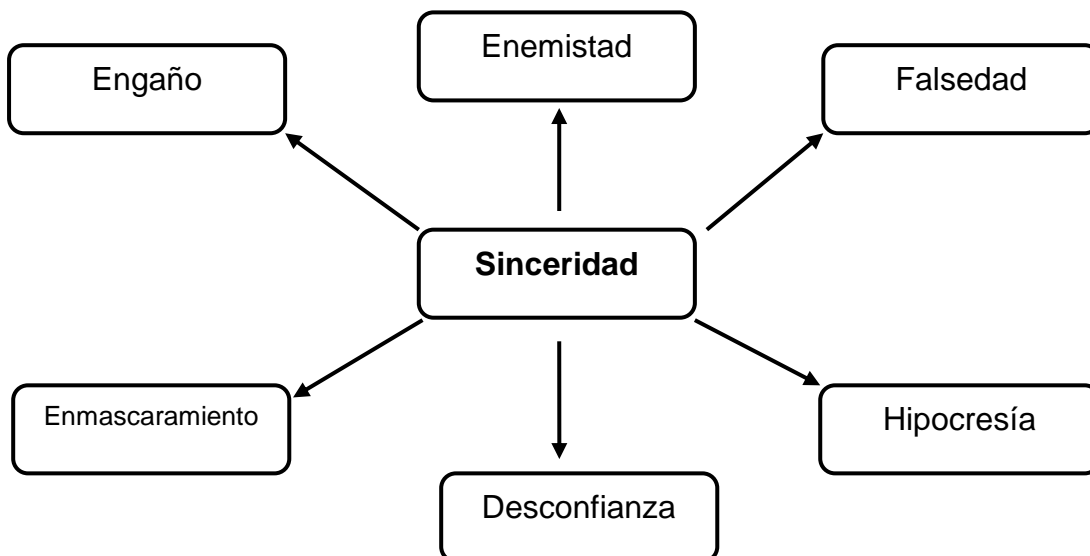 Enemistad
Engaño
Falsedad
Sinceridad
Enmascaramiento
Hipocresía
Desconfianza